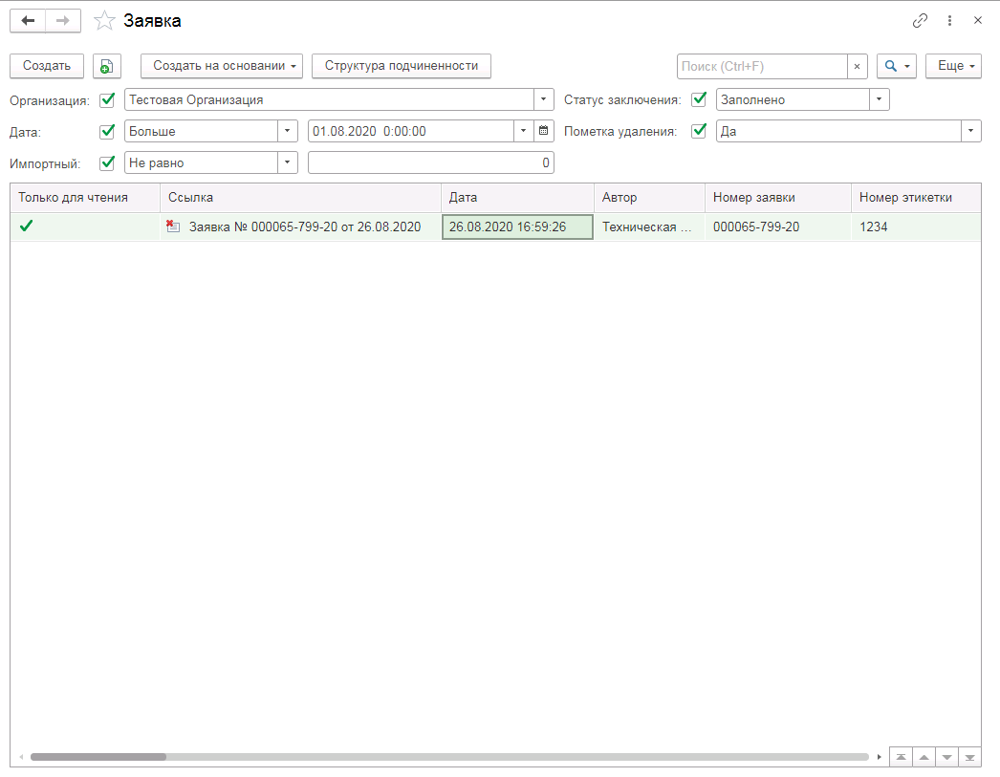 Заявка
Создать Создать на основании Структура подчиненности Поиск (Ctrl+F) × Еще
Организация: Тестовая Организация Статус заключения: Заполнено
Дата: Больше 01.08.2020 0:00:00 Пометка удаления: Да
Импортный: Не равно 0
Только для чтения Ссылка Дата Автор Номер заявки Номер этикетки
Заявка № 000065-799-20 от 26.08.2020 26.08.2020 16:59:26 Техническая ... 000065-799-20 1234